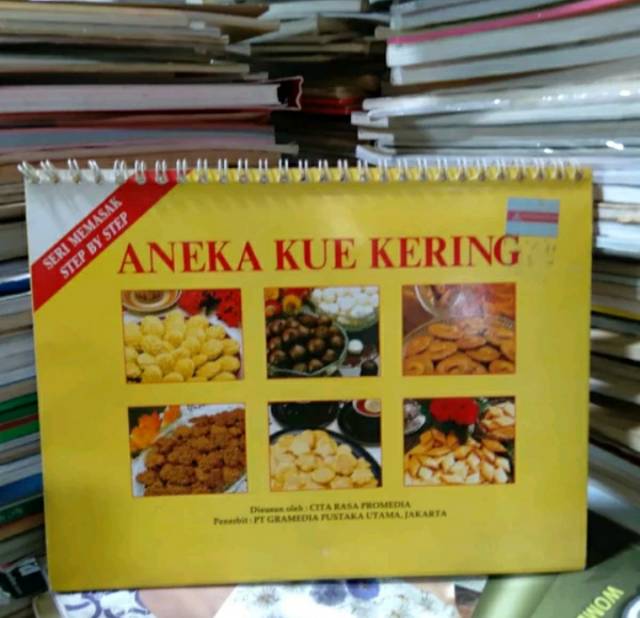 SERI MEMASAK
STEP BY STEP
ANEKA KUE KERING
Disusun oleh : CITA RASA PROMEDIA
Penerbit : PT GRAMEDIA PUSTAKA UTAMA, JAKARTA